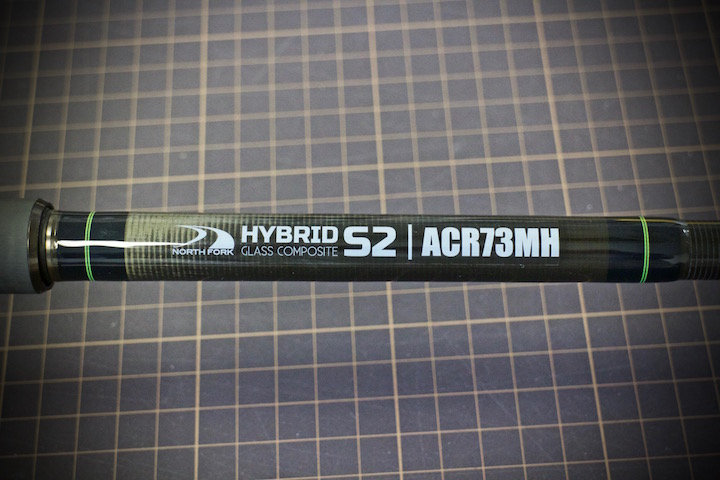 NORTH FORK
HYBRID S2 | ACR73MH
GLASS COMPOSITE